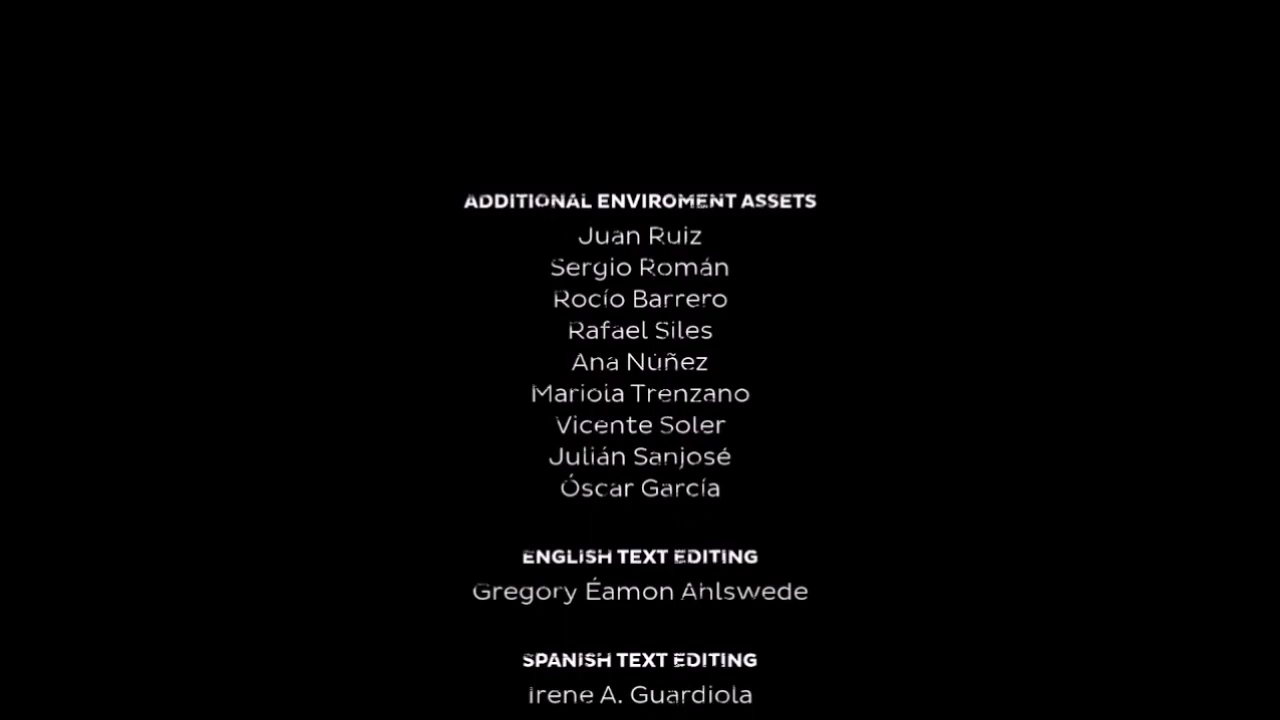 ADDITIONAL ENVIROMENT ASSETS
Juan Ruiz
Sergio Román
Rocío Barrero
Rafael Siles
Ana Núñez
Mariola Trenzano
Vicente Soler
Julián Sanjosé
Óscar García
ENGLISH TEXT EDITING
Gregory Éamon Ahlswede
SPANISH TEXT EDITING
Irene A. Guardiola